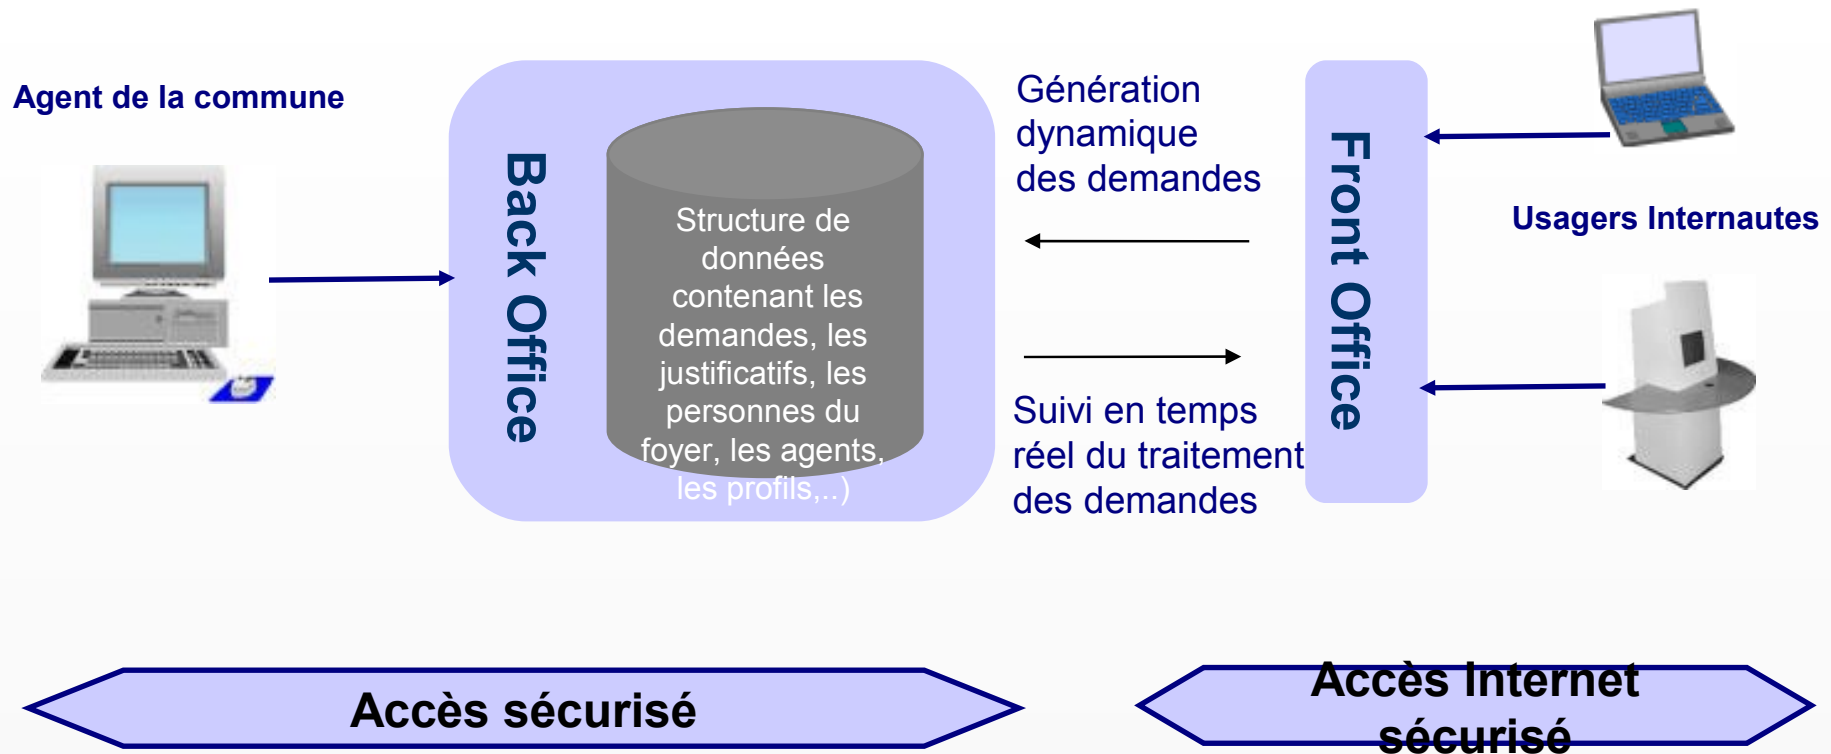 Agent de la commune
Back Office
Structure de
données
contenant les
demandes, les
justificatifs, les
personnes du
foyer, les agents,
les profils,..)
Génération
dynamique
des demandes
Suivi en temps
réel du traitement
des demandes
Front Office
Usagers Internautes
Accès sécurisé
Accès Internet
sécurisé